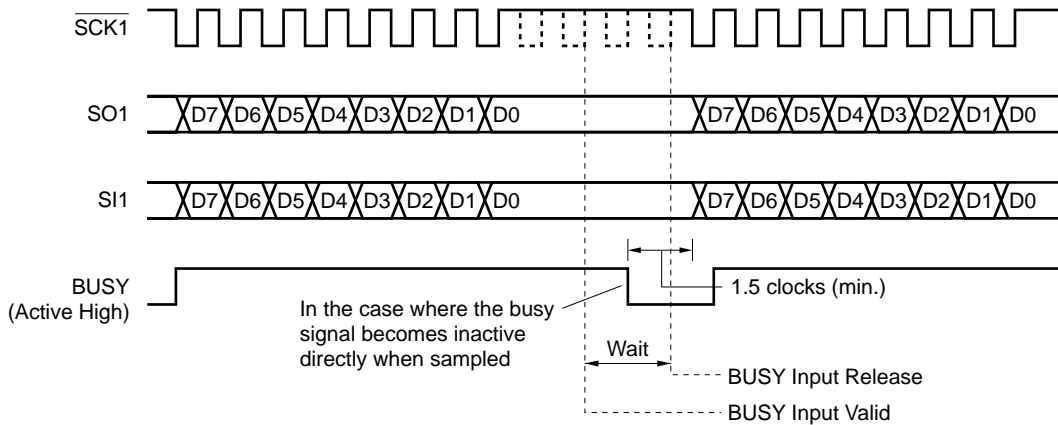 SCK1
SO1 D7 D6 D5 D4 D3 D2 D1 D0 D7 D6 D5 D4 D3 D2 D1 D0
SI1 D7 D6 D5 D4 D3 D2 D1 D0 D7 D6 D5 D4 D3 D2 D1 D0
BUSY
(Active High)
1.5 clocks (min.)
In the case where the busy
signal becomes inactive
directly when sampled
Wait
BUSY Input Release
BUSY Input Valid